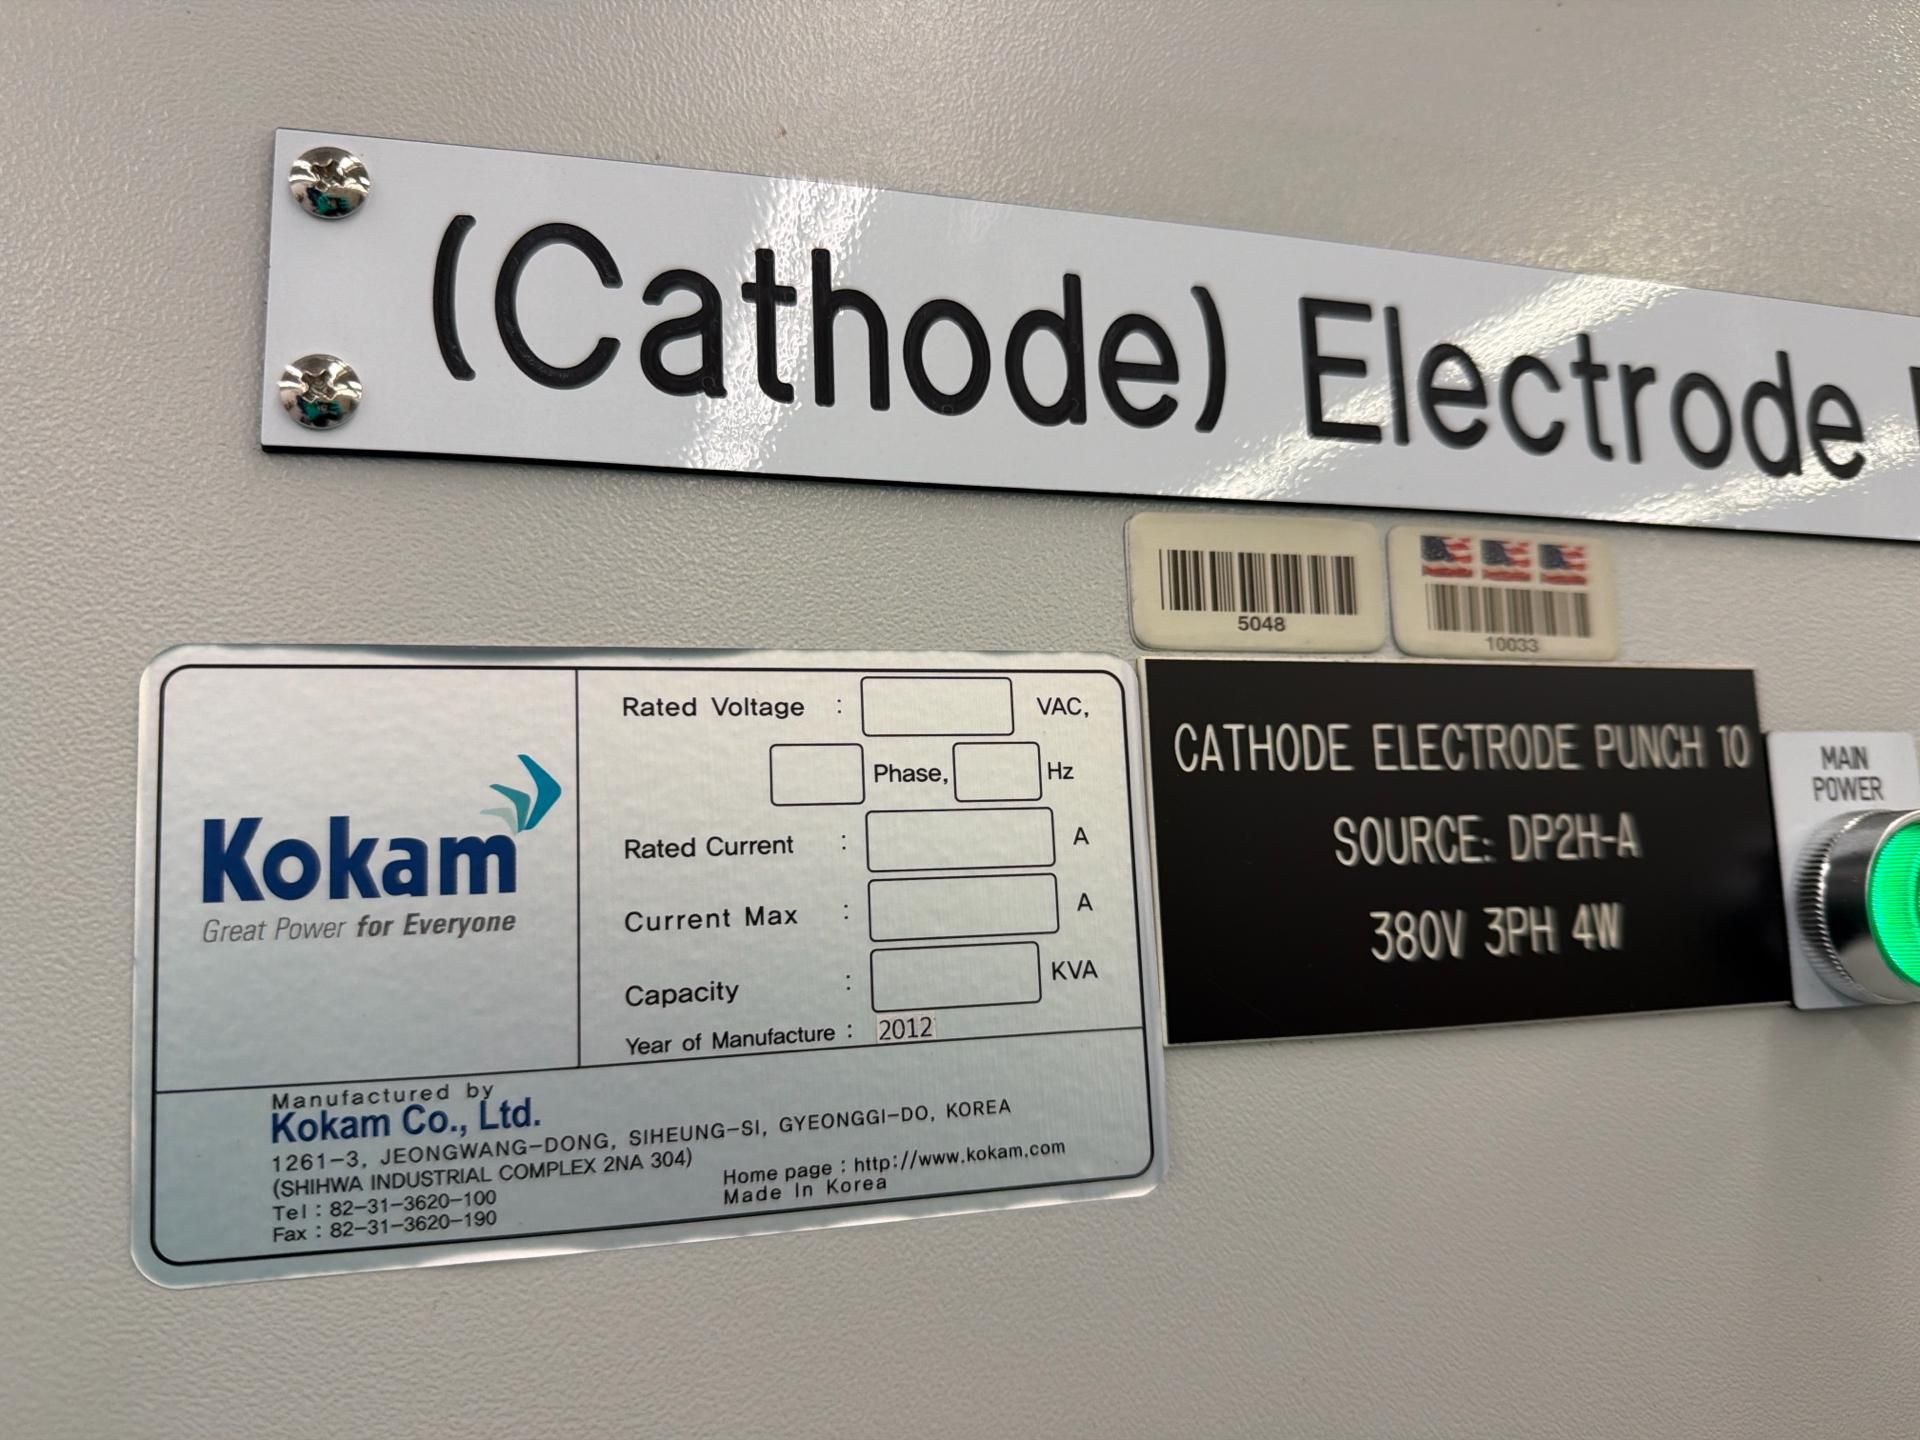 (Cathode) Electrode
5048
10033
Kokam
Great Power for Everyone
Rated Voltage : VAC,
Phase, Hz
Rated Current : A
Current Max : A
Capacity : KVA
Year of Manufacture : 2012
Manufactured by
Kokam Co., Ltd.
1261-3, JEONGWANG-DONG, SIHEUNG-SI, GYEONGGI-DO, KOREA
(SHIHWA INDUSTRIAL COMPLEX 2NA 304)
Tel : 82-31-3620-100
Fax : 82-31-3620-190
Home page : http://www.kokam.com
Made In Korea
CATHODE ELECTRODE PUNCH 10
SOURCE: DP2H-A
380V 3PH 4W
MAIN
POWER